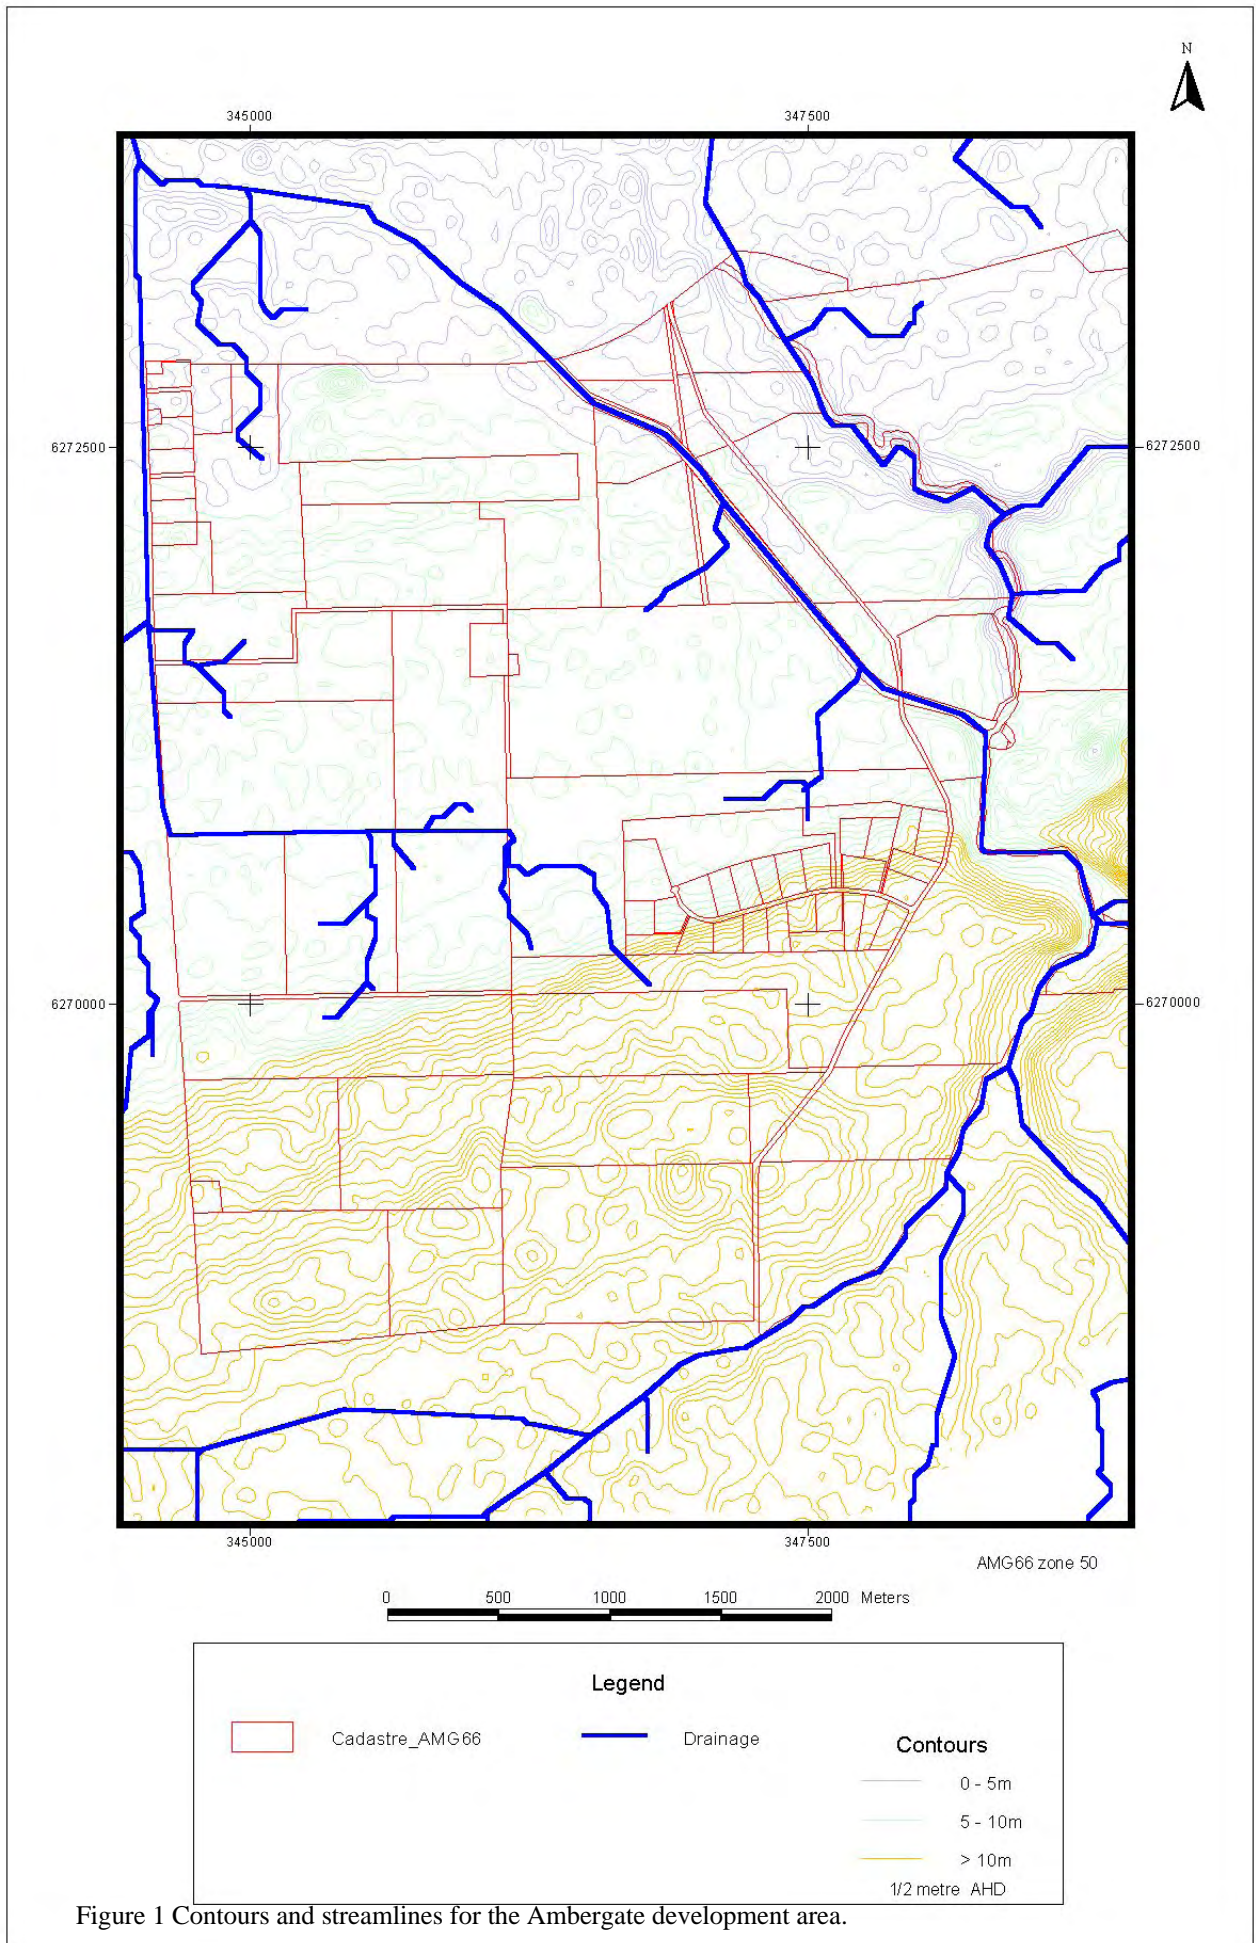 N
345000 347500
6272500 6272500
6270000 6270000
345000 347500
AMG66 zone 50
0 500 1000 1500 2000 Meters
Legend
Cadastre_AMG66 Drainage
Contours
0 - 5m
5 - 10m
> 10m
1/2 metre AHD
Figure 1 Contours and streamlines for the Ambergate development area.